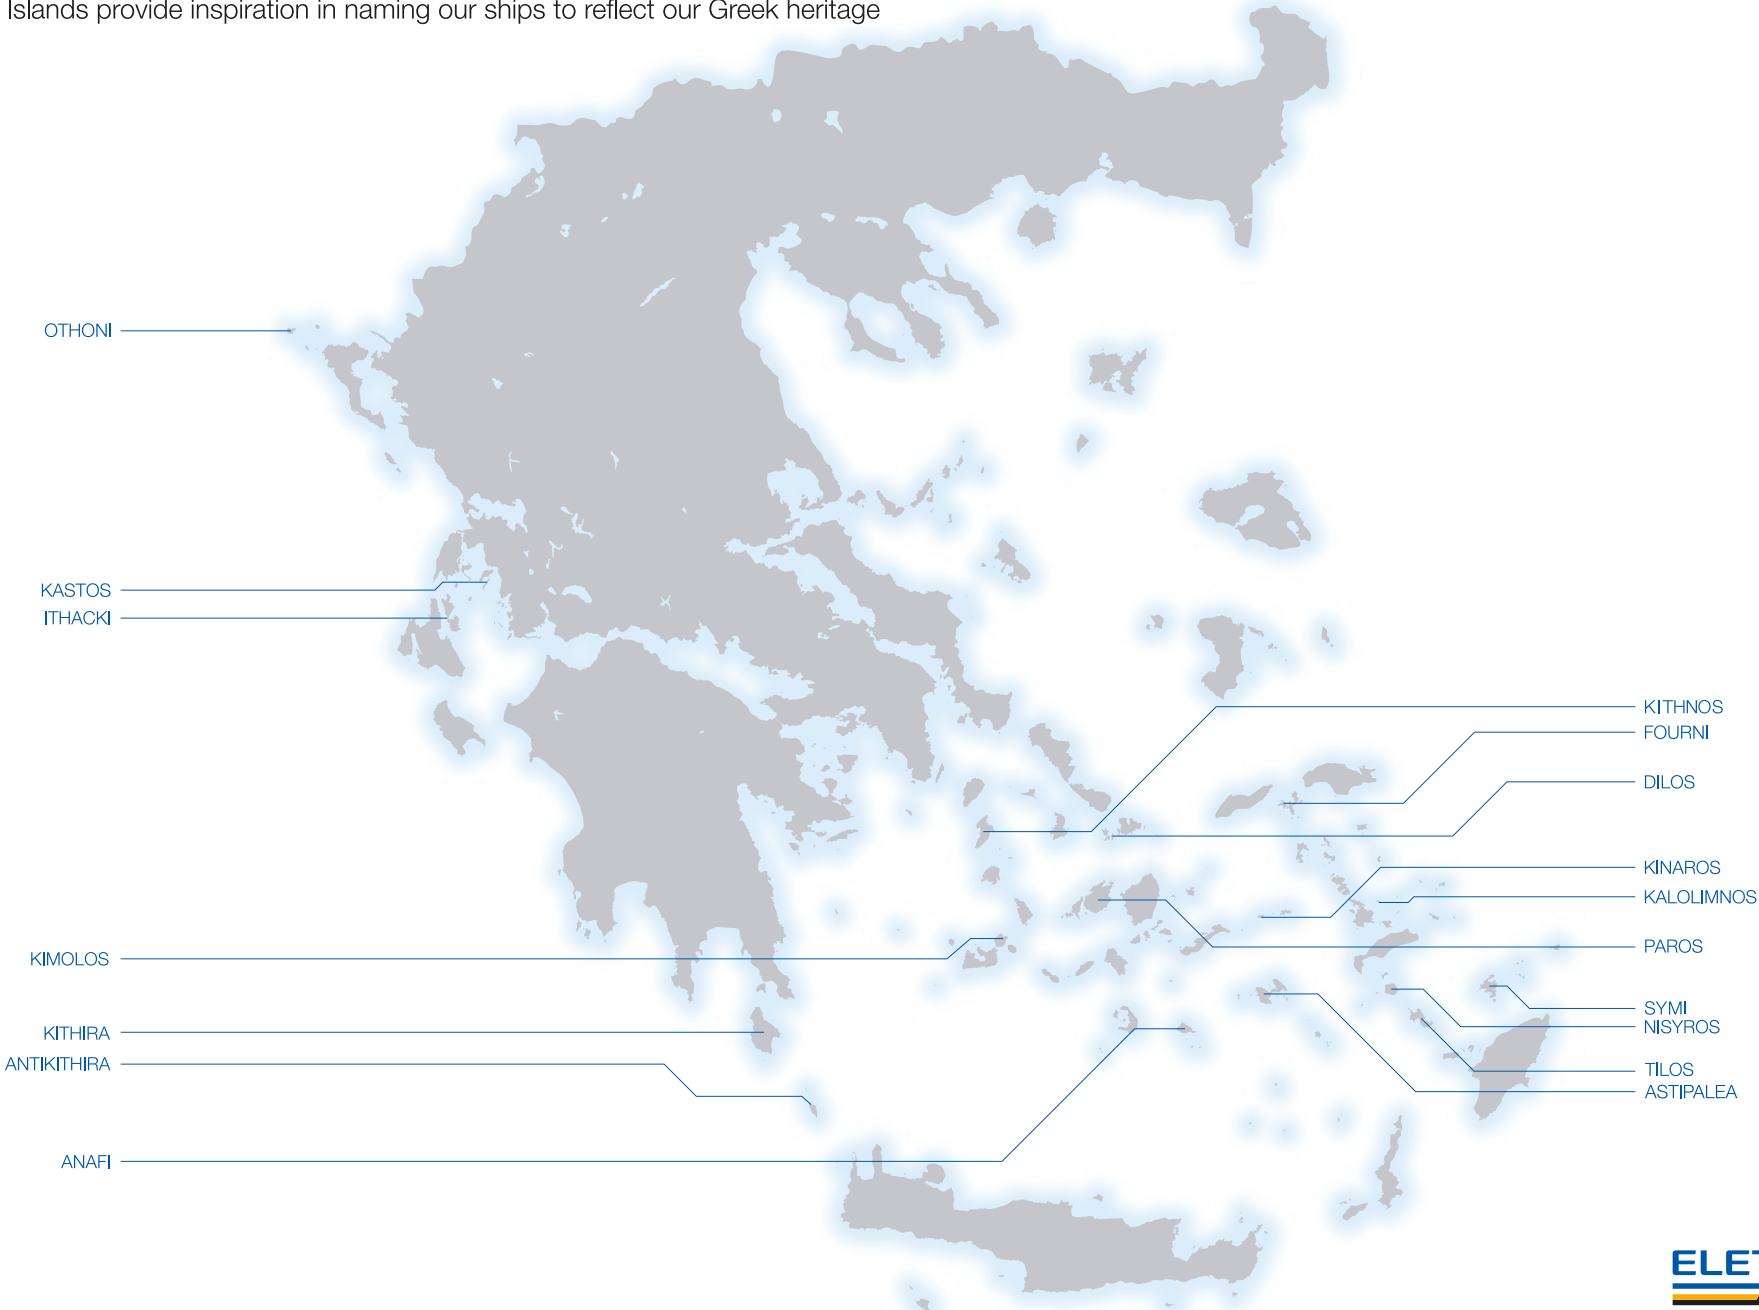 Islands provide inspiration in naming our ships to reflect our Greek heritage
OTHONI
KASTOS
ITHACKI
KITHNOS
FOURNI
DILOS
KINAROS
KALOLIMNOS
PAROS
KIMOLOS
SYMI
NISYROS
KITHIRA
ANTIKITHIRA
TILOS
ASTIPALEA
ANAFI